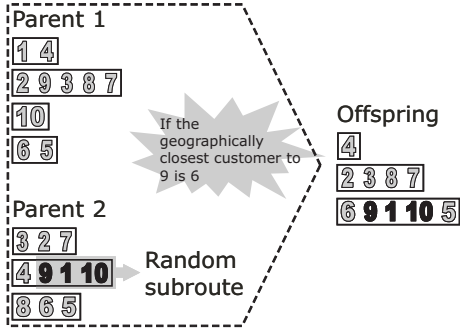 Parent 1
1 4
2 9 3 8 7
10
6 5
If the
geographically
closest customer to
9 is 6
Parent 2
3 2 7
4 9 1 10
8 6 5
Random
subroute
Offspring
4
2 3 8 7
6 9 1 10 5